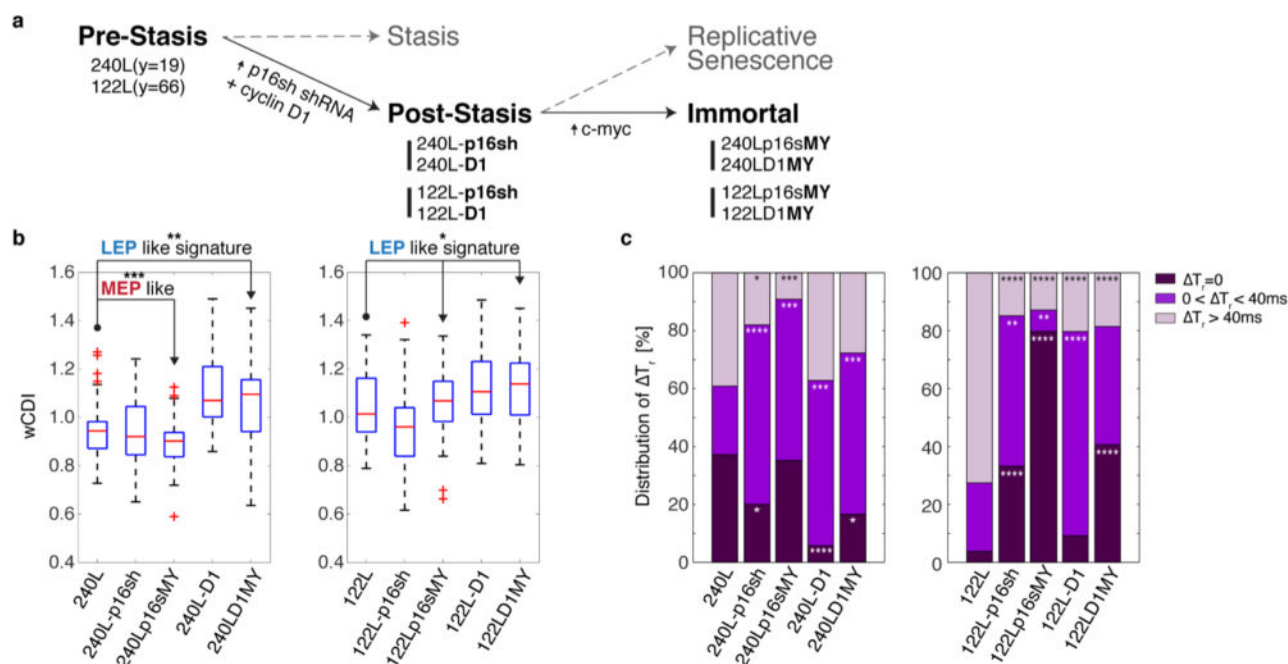 a
Pre-Stasis
Stasis
Replicative
Senescence
240L(y=19)
122L(y=66)
p16sh shRNA
+ cyclin D1
Post-Stasis
c-myc
Immortal
240L-p16sh
240L-D1
122L-p16sh
122L-D1
240Lp16sMY
240LD1MY
122Lp16sMY
122LD1MY
b
LEP like signature
**
MEP like
***
wCDI
1.6
1.4
1.2
1.0
0.8
0.6
0.4
240L
240L-p16sh
240Lp16sMY
240L-D1
240LD1MY
LEP like signature
*
1.6
1.4
1.2
1.0
0.8
0.6
0.4
122L
122L-p16sh
122Lp16sMY
122L-D1
122LD1MY
c
Distribution of ΔTr [%]
100
80
60
40
20
0
* ***
**** *** *** ***
* **** *
240L
240L-p16sh
240Lp16sMY
240L-D1
240LD1MY
100
80
60
40
20
0
**** **** **** ****
** ** ****
**** **** ****
122L
122L-p16sh
122Lp16sMY
122L-D1
122LD1MY
ΔTr=0
0 < ΔTr < 40ms
ΔTr > 40ms